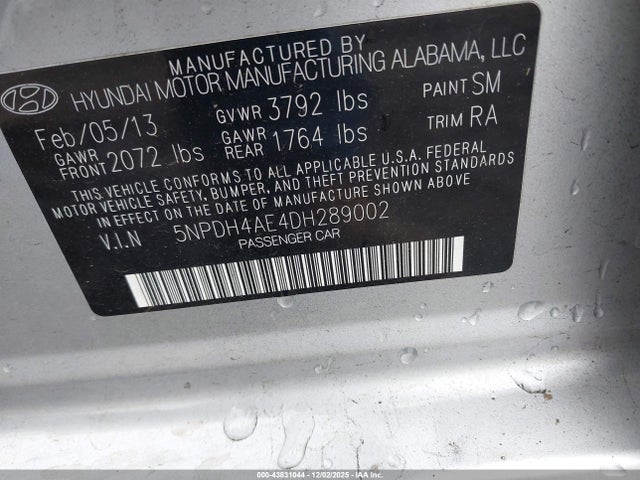 MANUFACTURED BY
HYUNDAI MOTOR MANUFACTURING ALABAMA, LLC
Feb/05/13 GVWR 3792 lbs PAINT SM
GAWR FRONT 2072 lbs GAWR REAR 1764 lbs TRIM RA
THIS VEHICLE CONFORMS TO ALL APPLICABLE U.S.A. FEDERAL
MOTOR VEHICLE SAFETY, BUMPER, AND THEFT PREVENTION STANDARDS
IN EFFECT ON THE DATE OF MANUFACTURE SHOWN ABOVE
V.I.N 5NPDH4AE4DH289002
PASSENGER CAR
000-43831044 - 12/02/2025 - IAAI.COM